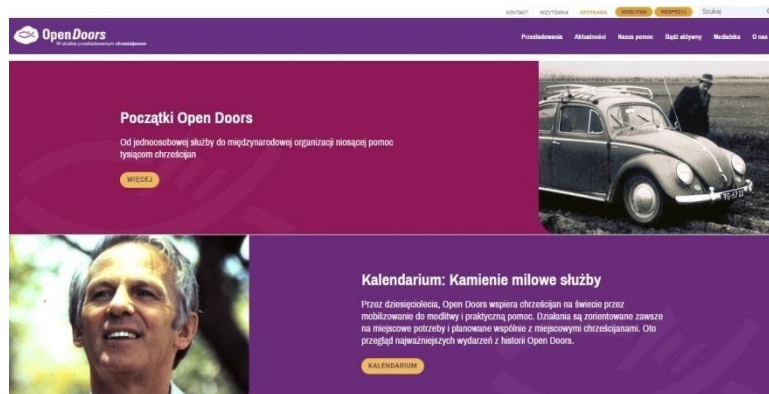 KONTAKT WIZYTÓWKA SPOTKANIA MODLITWA WESPRZYJ Szukaj
Open Doors
W służbie prześladowanym chrześcijanom
Prześladowania Aktualności Nasza pomoc Bądź aktywny Mediateka O nas
Początki Open Doors
Od jednoosobowej służby do międzynarodowej organizacji niosącej pomoc
tysiącom chrześcijan
WIĘCEJ
Kalendarium: Kamienie milowe służby
Przez dziesięciolecia, Open Doors wspiera chrześcijan na świecie przez
mobilizowanie do modlitwy i praktyczną pomoc. Działania są zorientowane zawsze
na miejscowe potrzeby i planowane wspólnie z miejscowymi chrześcijanami. Oto
przegląd najważniejszych wydarzeń z historii Open Doors.
KALENDARIUM